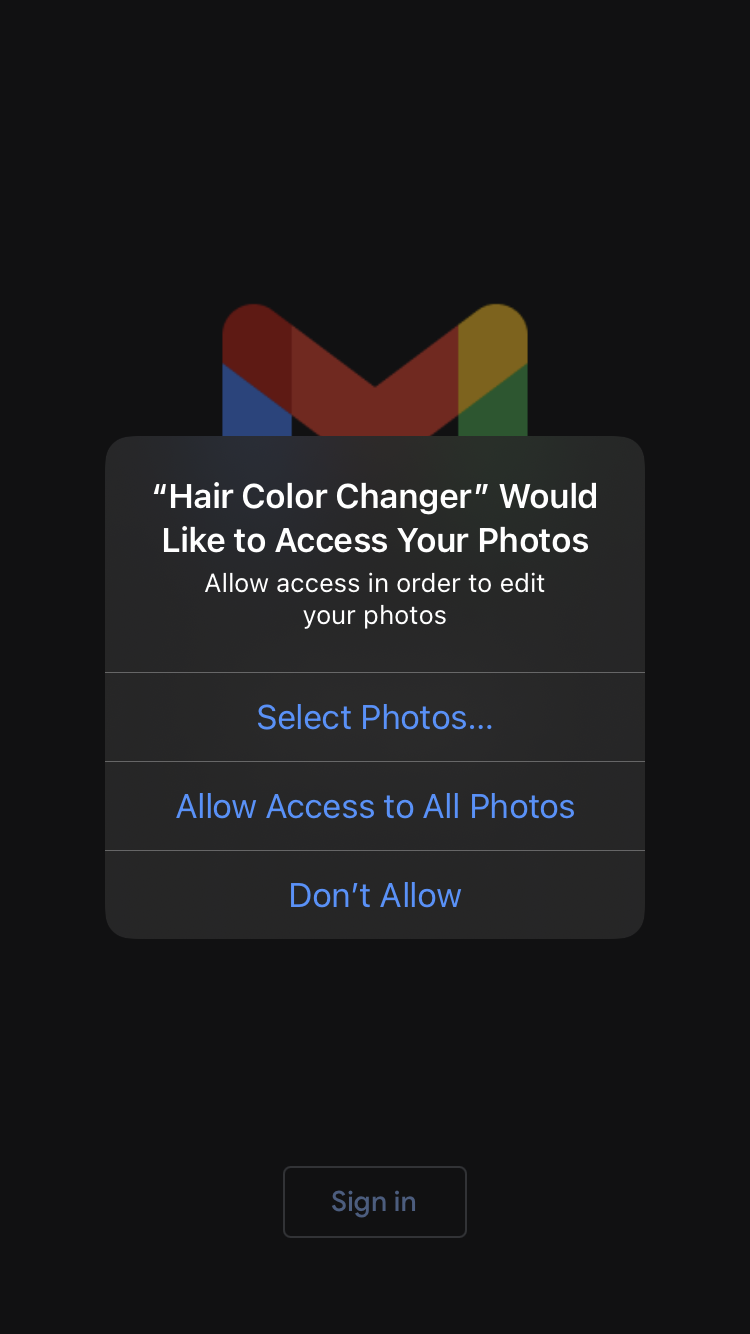 “Hair Color Changer” Would
Like to Access Your Photos
Allow access in order to edit
your photos
Select Photos...
Allow Access to All Photos
Don’t Allow
Sign in